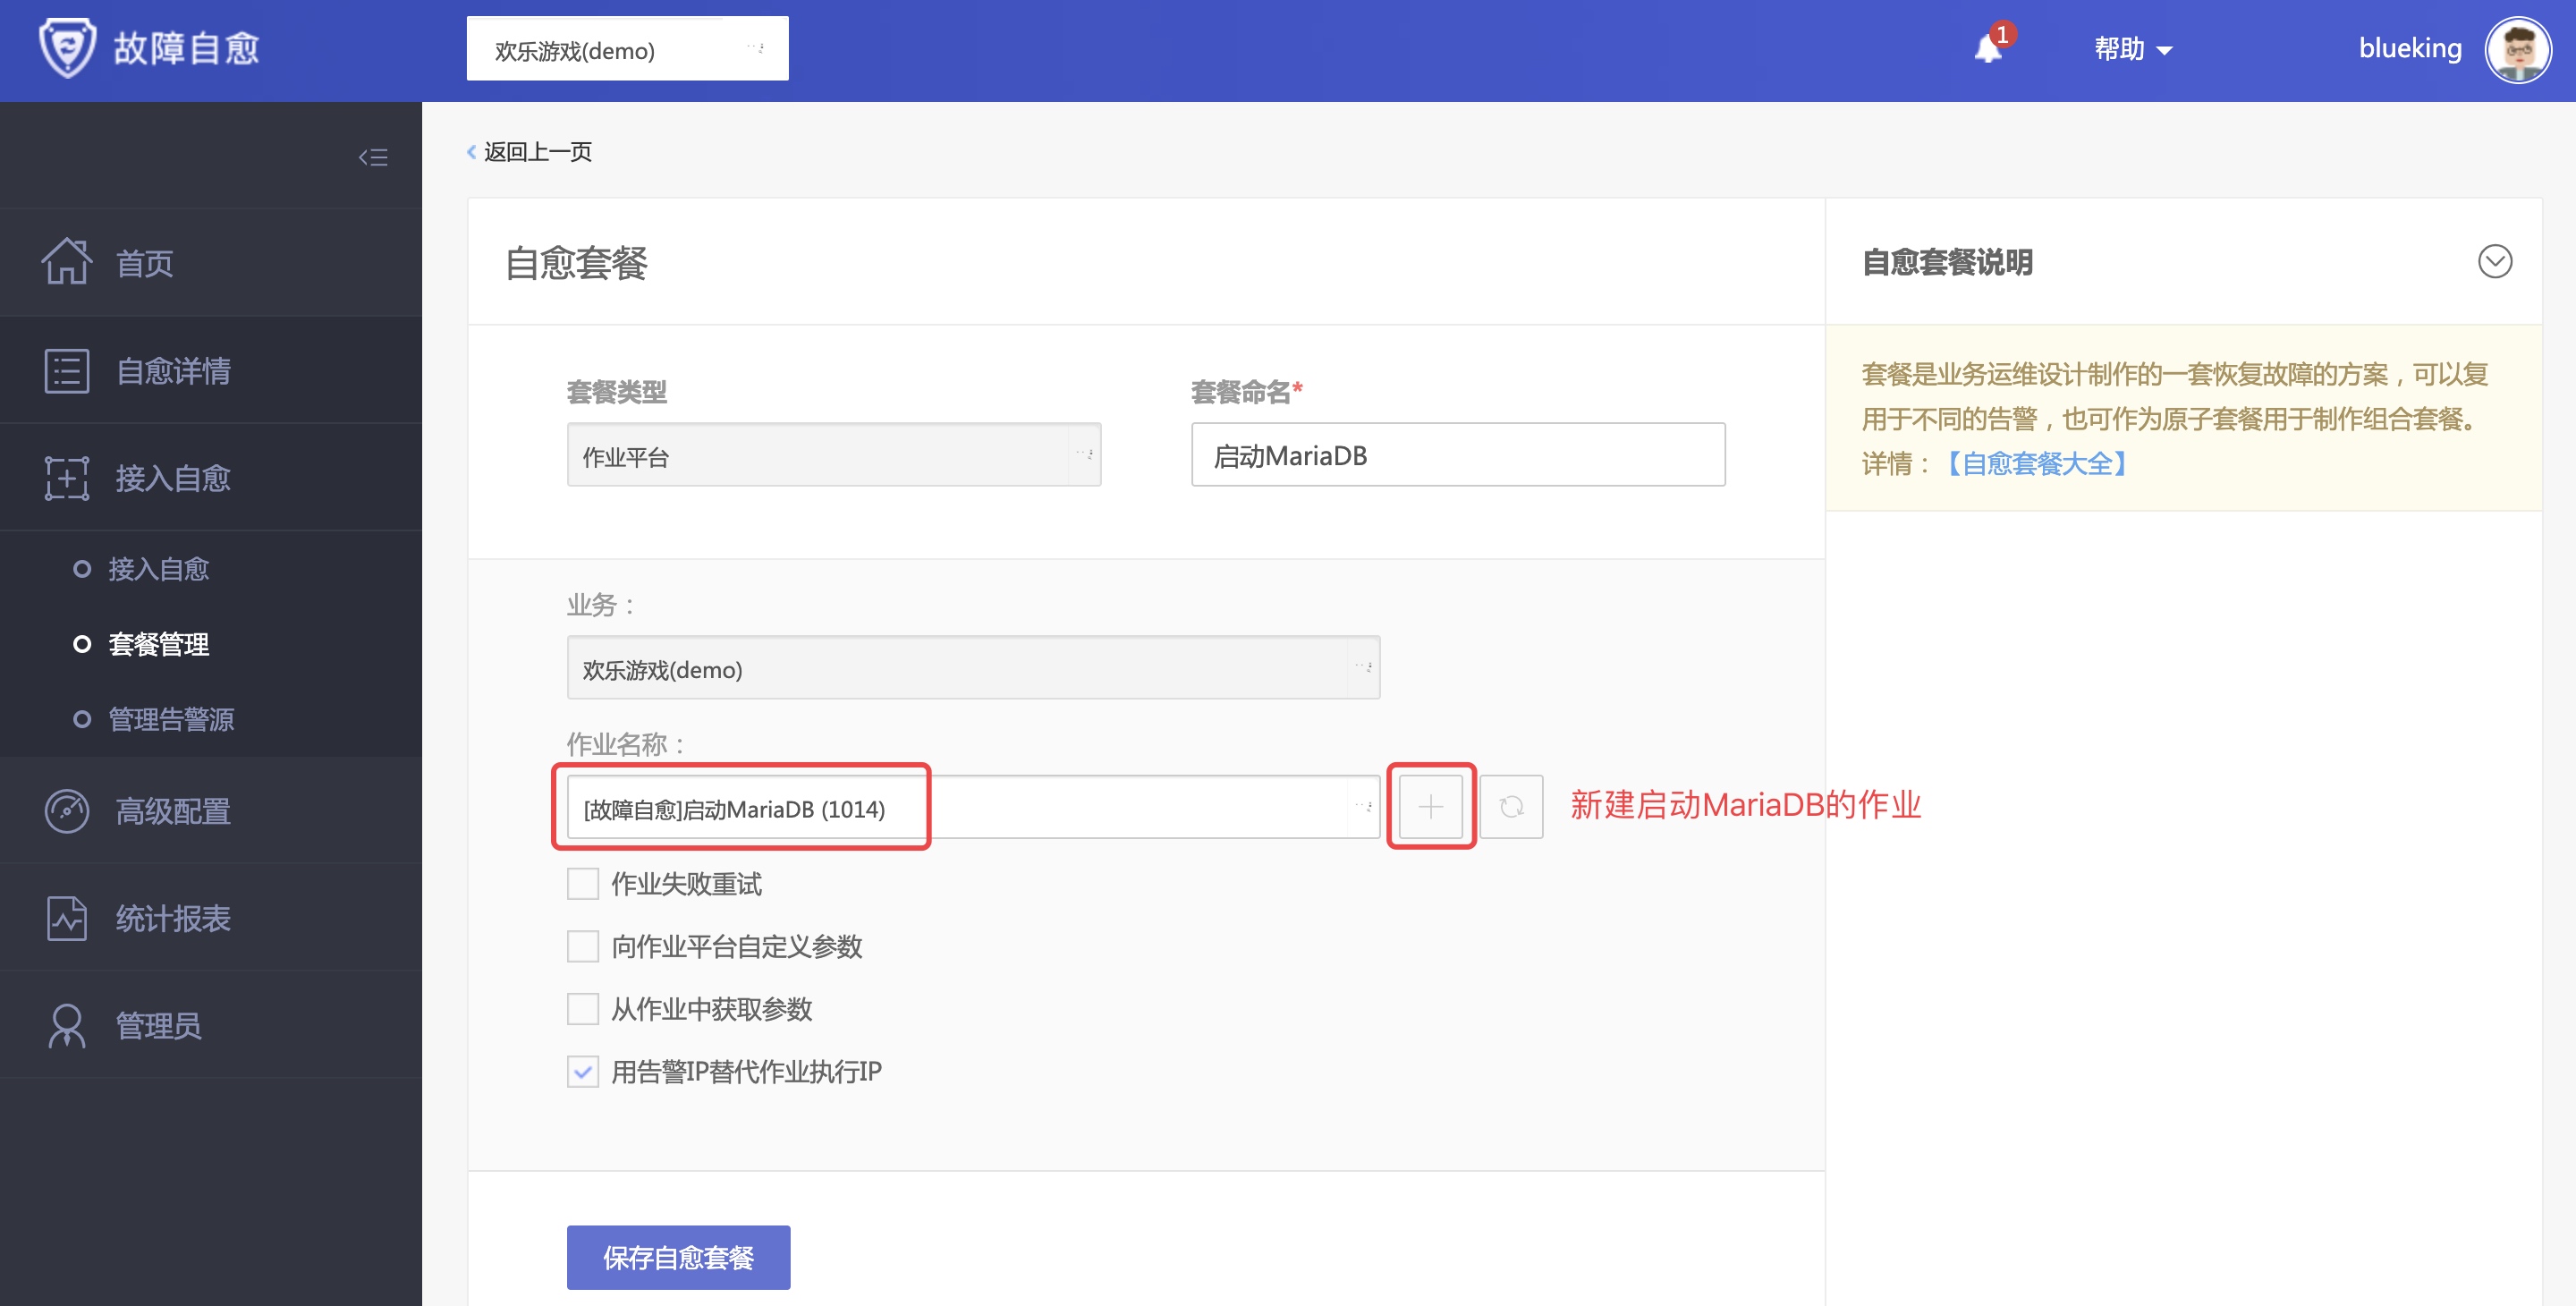 故障自愈
欢乐游戏(demo)
1
帮助
blueking
返回上一页
首页
自愈详情
接入自愈
接入自愈
套餐管理
管理告警源
高级配置
统计报表
管理员
自愈套餐
套餐类型
套餐命名*
作业平台
启动MariaDB
业务：
欢乐游戏(demo)
作业名称：
[故障自愈]启动MariaDB (1014)
新建启动MariaDB的作业
作业失败重试
向作业平台自定义参数
从作业中获取参数
用告警IP替代作业执行IP
保存自愈套餐
自愈套餐说明
套餐是业务运维设计制作的一套恢复故障的方案，可以复
用于不同的告警，也可作为原子套餐用于制作组合套餐。
详情：【自愈套餐大全】